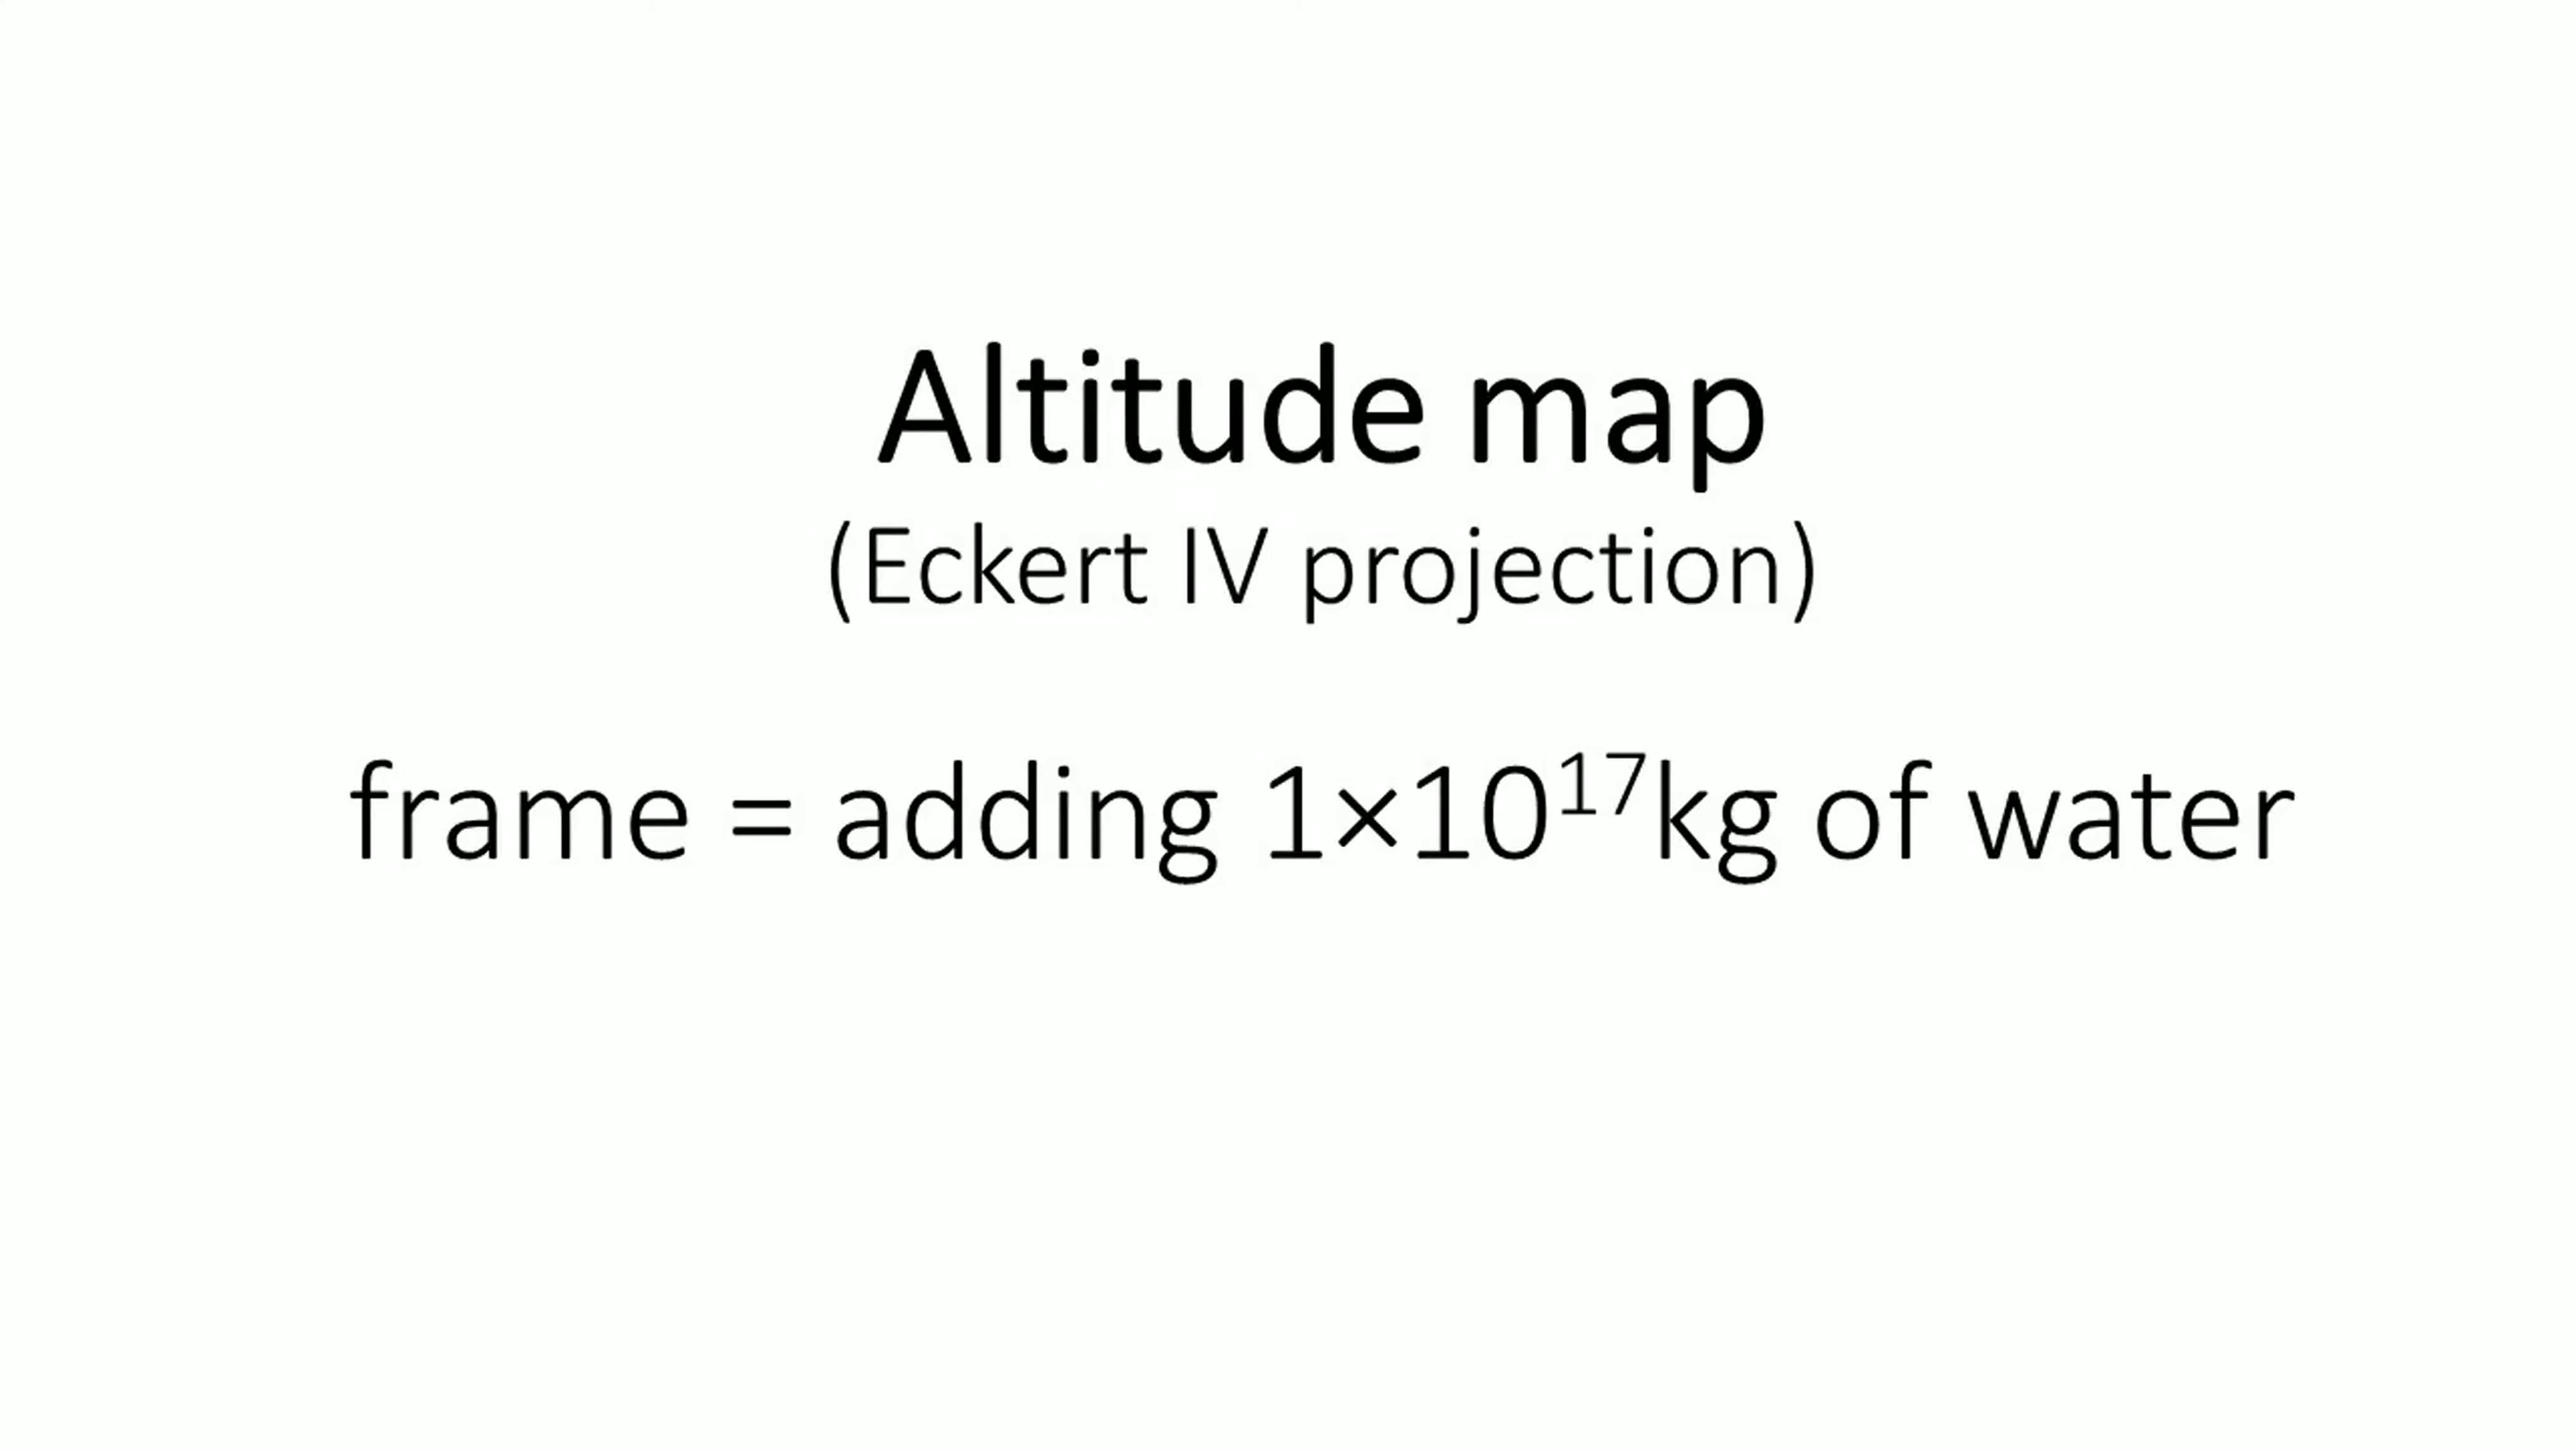 Altitude map
(Eckert IV projection)
frame = adding 1×10¹⁷kg of water